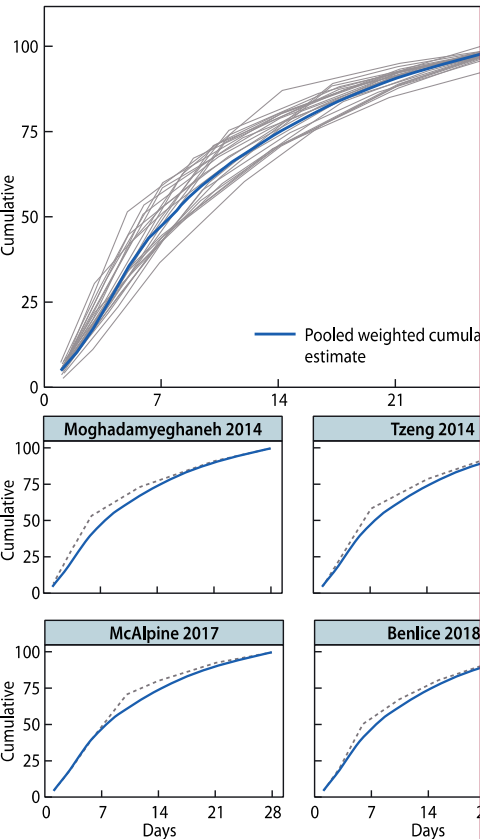 100
75
50
25
0
Cumulative
0
7
14
21
Pooled weighted cumula
estimate
Moghadamyeghaneh 2014
Tzeng 2014
100
75
50
25
0
Cumulative
McAlpine 2017
Benlice 2018
100
75
50
25
0
Cumulative
0 7 14 21 28
0 7 14 2
Days
Days